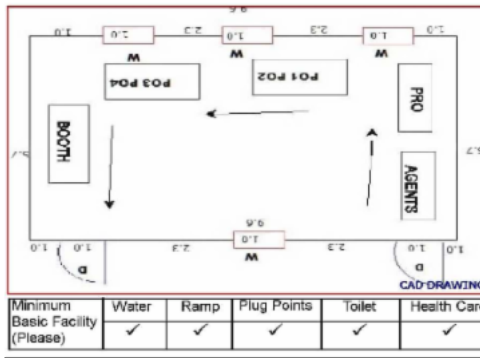 9.6
1.0 1.0 2.3 1.0 2.3 1.0 1.0
W W W
PO3 PO4 PO1 PO2
PRO
BOOTH
AGENTS
9.6
1.0 1.0 2.3 1.0 2.3 1.0 1.0
D W D
CAD DRAWING
Minimum Basic Facility (Please) Water Ramp Plug Points Toilet Health Care
✓ ✓ ✓ ✓ ✓